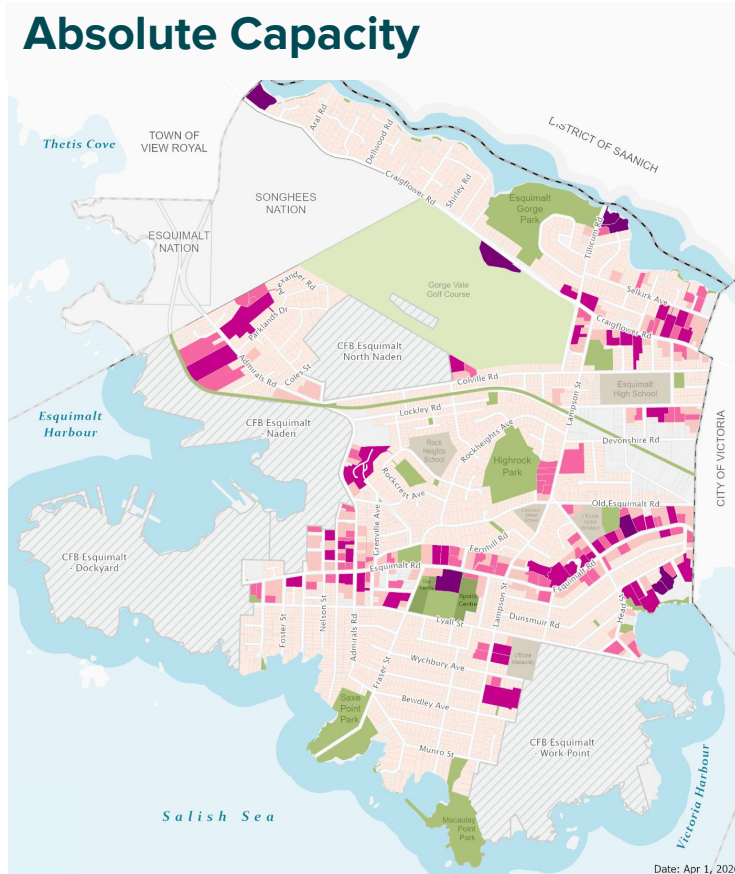 Absolute Capacity
Thetis Cove
TOWN OF
VIEW ROYAL
DISTRICT OF SAANICH
Aral Rd
Dellwood Rd
Craigflower Rd
Shirley Rd
SONGHEES
NATION
ESQUIMALT
NATION
Esquimalt
Gorge
Park
Tillicum Rd
Gorge Vale
Golf Course
Selkirk Ave
Craigflower Rd
Alexander Rd
Parklands Dr
CFB Esquimalt
North Naden
Admirals Rd
Coles St
Colville Rd
Lampson St
Esquimalt
High School
Esquimalt
Harbour
CFB Esquimalt
- Naden
Lockley Rd
Rockheights Ave
Devonshire Rd
CITY OF VICTORIA
Rock
Heights
School
Highrock
Park
Rockcrest Ave
Old Esquimalt Rd
Grenville Ave
Fernhill Rd
CFB Esquimalt
- Dockyard
Esquimalt Rd
Esquimalt Rd
Sports
Centre
Lampson St
Head St
Foster St
Nelson St
Admirals Rd
Lyall St
Dunsmuir Rd
Wychbury Ave
Fraser St
Bewdley Ave
Saxe
Point
Park
CFB Esquimalt
- Work Point
Munro St
Macaulay
Point
Park
Salish Sea
Victoria Harbour
Date: Apr 1, 202